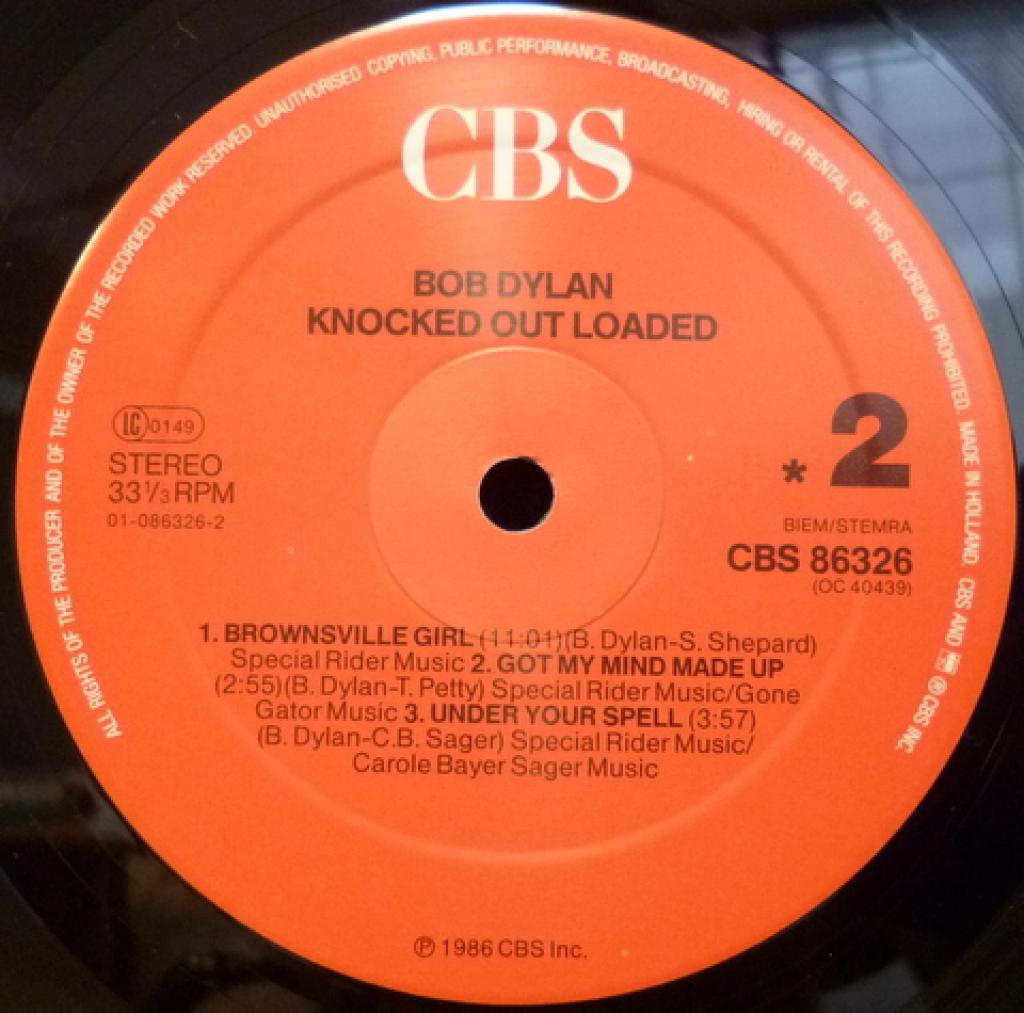 ALL RIGHTS OF THE PRODUCER AND OF THE OWNER OF THE RECORDED WORK RESERVED. UNAUTHORISED COPYING, PUBLIC PERFORMANCE, BROADCASTING, HIRING OR RENTAL OF THIS RECORDING PROHIBITED. MADE IN HOLLAND. CBS AND ℗ CBS INC.
CBS
BOB DYLAN
KNOCKED OUT LOADED
LC 0149
STEREO
33⅓ RPM
01-086326-2
* 2
BIEM/STEMRA
CBS 86326
(OC 40439)
1. BROWNSVILLE GIRL (11:01)(B. Dylan-S. Shepard)
Special Rider Music 2. GOT MY MIND MADE UP
(2:55)(B. Dylan-T. Petty) Special Rider Music/Gone
Gator Music 3. UNDER YOUR SPELL (3:57)
(B. Dylan-C.B. Sager) Special Rider Music/
Carole Bayer Sager Music
℗ 1986 CBS Inc.